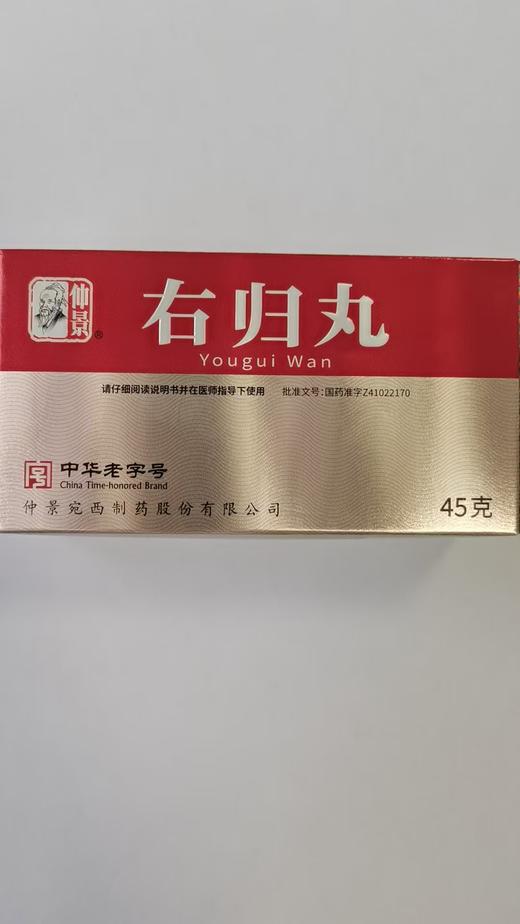 仲景®
右归丸
Yougui Wan
请仔细阅读说明书并在医师指导下使用 批准文号:国药准字Z41022170
中华老字号
China Time-honored Brand
仲景宛西制药股份有限公司
45克